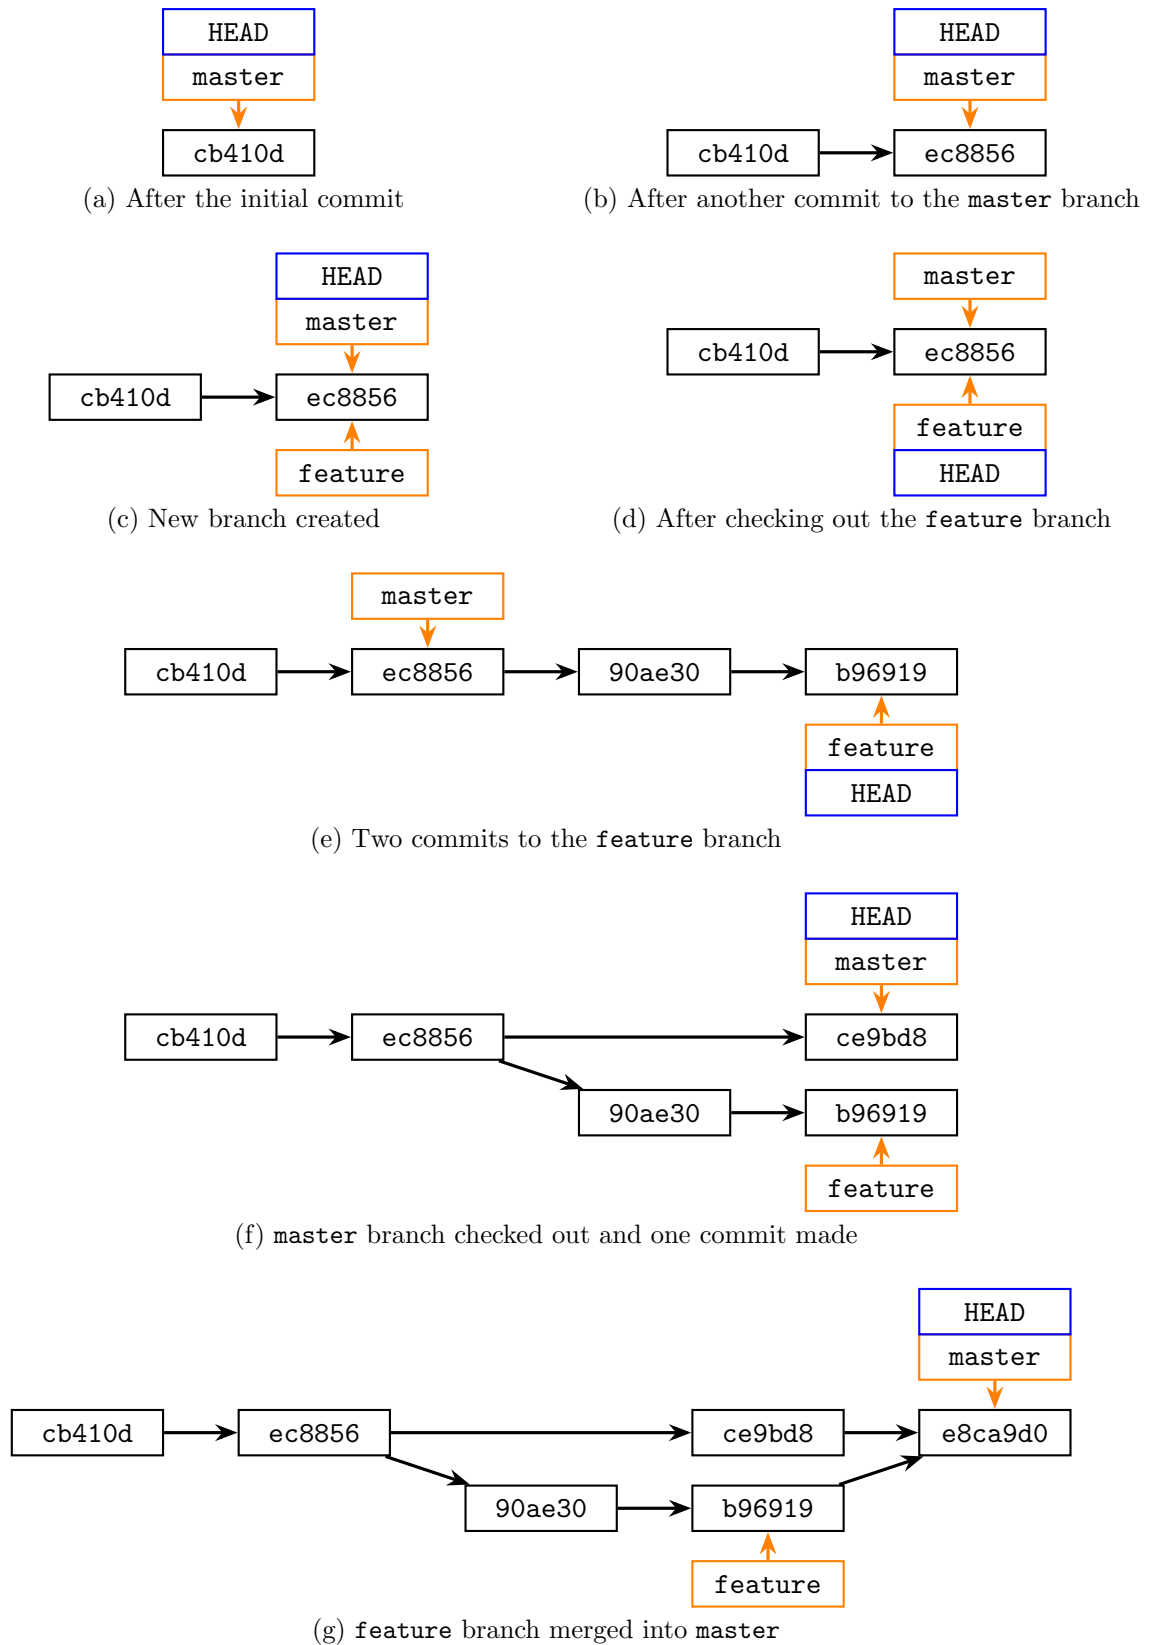 HEAD
master
cb410d
(a) After the initial commit
HEAD
master
cb410d ec8856
(b) After another commit to the master branch
HEAD
master
cb410d ec8856
feature
(c) New branch created
master
cb410d ec8856
feature
HEAD
(d) After checking out the feature branch
master
cb410d ec8856 90ae30 b96919
feature
HEAD
(e) Two commits to the feature branch
HEAD
master
cb410d ec8856 ce9bd8
90ae30 b96919
feature
(f) master branch checked out and one commit made
HEAD
master
cb410d ec8856 ce9bd8 e8ca9d0
90ae30 b96919
feature
(g) feature branch merged into master